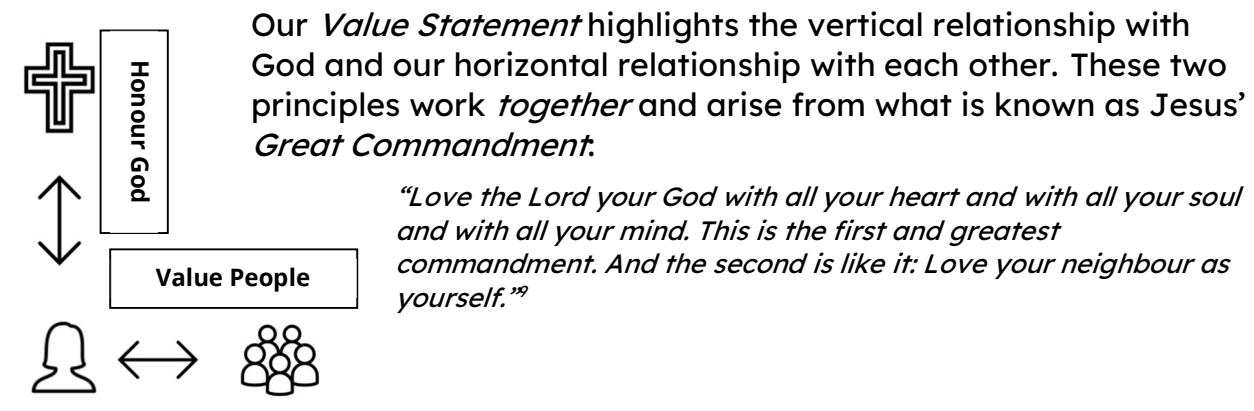 Our Value Statement highlights the vertical relationship with
God and our horizontal relationship with each other. These two
principles work together and arise from what is known as Jesus’
Great Commandment:
“Love the Lord your God with all your heart and with all your soul
and with all your mind. This is the first and greatest
commandment. And the second is like it: Love your neighbour as
yourself.”9
Honour God
Value People